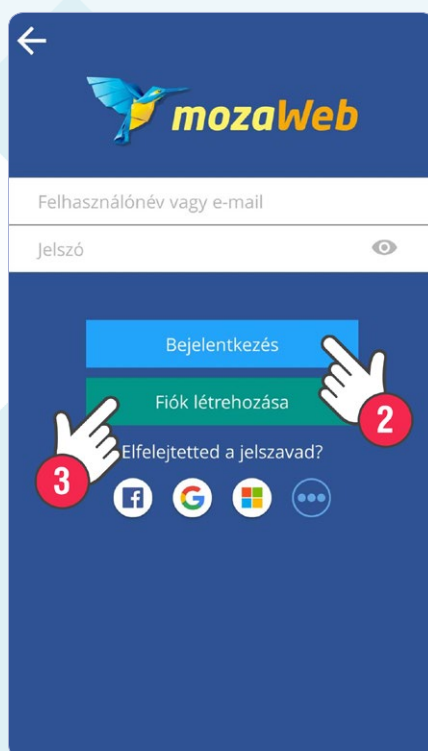 mozaWeb
Felhasználónév vagy e-mail
Jelszó
Bejelentkezés
2
Fiók létrehozása
3
Elfelejtetted a jelszavad?